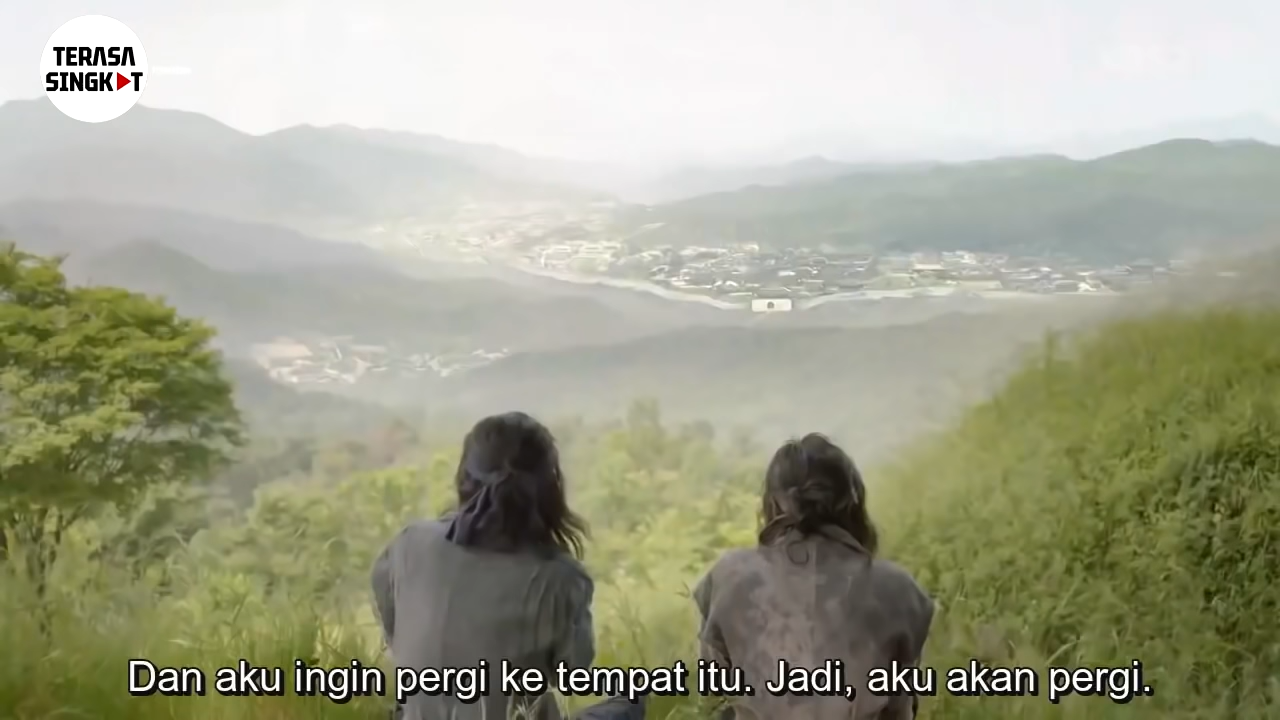 TERASA
SINGKAT
Dan aku ingin pergi ke tempat itu. Jadi, aku akan pergi.